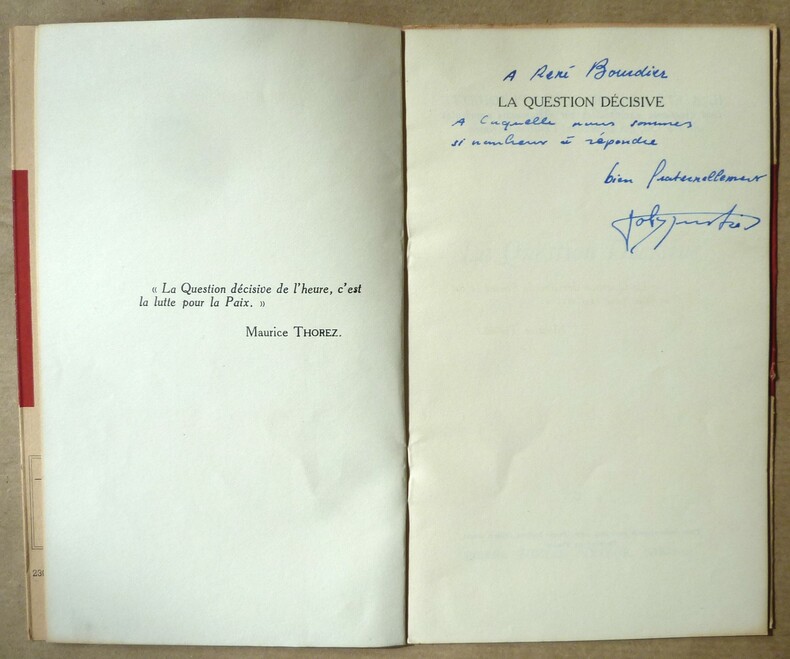 « La Question décisive de l'heure, c'est
la lutte pour la Paix. »
Maurice THOREZ.
A René Bourdier
LA QUESTION DÉCISIVE
A laquelle nous sommes
si nombreux à répondre
bien fraternellement